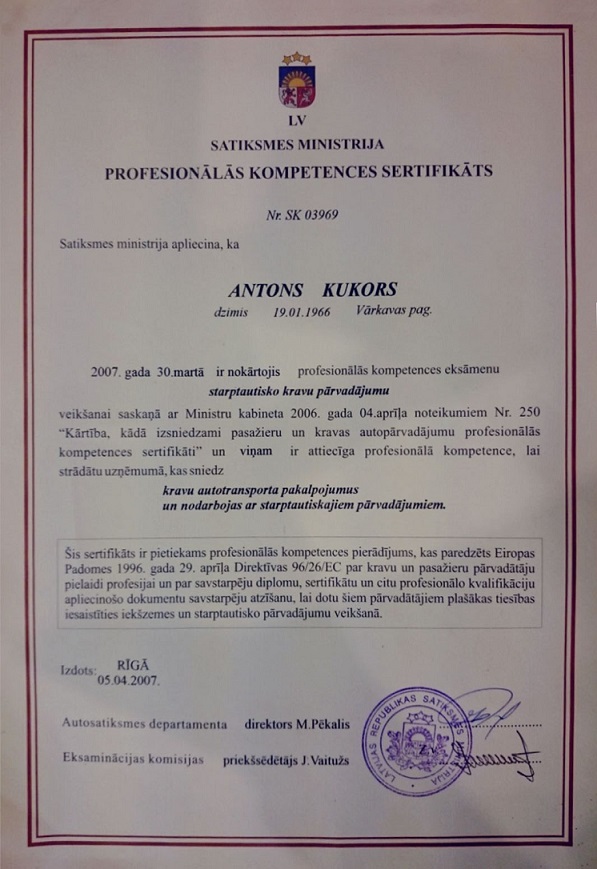 LV
SATIKSMES MINISTRIJA
PROFESIONĀLĀS KOMPETENCES SERTIFIKĀTS
Nr. SK 03969
Satiksmes ministrija apliecina, ka
ANTONS KUKORS
dzimis 19.01.1966 Vārkavas pag.
2007. gada 30.martā ir nokārtojis profesionālās kompetences eksāmenu
starptautisko kravu pārvadājumu
veikšanai saskaņā ar Ministru kabineta 2006. gada 04.aprīļa noteikumiem Nr. 250
“Kārtība, kādā izsniedzami pasažieru un kravas autopārvadājumu profesionālās
kompetences sertifikāti” un viņam ir attiecīga profesionālā kompetence, lai
strādātu uzņēmumā, kas sniedz
kravu autotransporta pakalpojumus
un nodarbojas ar starptautiskajiem pārvadājumiem.
Šis sertifikāts ir pietiekams profesionālās kompetences pierādījums, kas paredzēts Eiropas
Padomes 1996. gada 29. aprīļa Direktīvas 96/26/EC par kravu un pasažieru pārvadātāju
pielaidi profesijai un par savstarpēju diplomu, sertifikātu un citu profesionālo kvalifikāciju
apliecinošo dokumentu savstarpēju atzīšanu, lai dotu šiem pārvadātājiem plašākas tiesības
iesaistīties iekšzemes un starptautisko pārvadājumu veikšanā.
Izdots: RĪGĀ
05.04.2007.
Autosatiksmes departamenta direktors M.Pēkalis
Eksaminācijas komisijas priekšsēdētājs J.Vaitužs
LATVIJAS REPUBLIKAS SATIKSMES MINISTRIJA
Z.V.